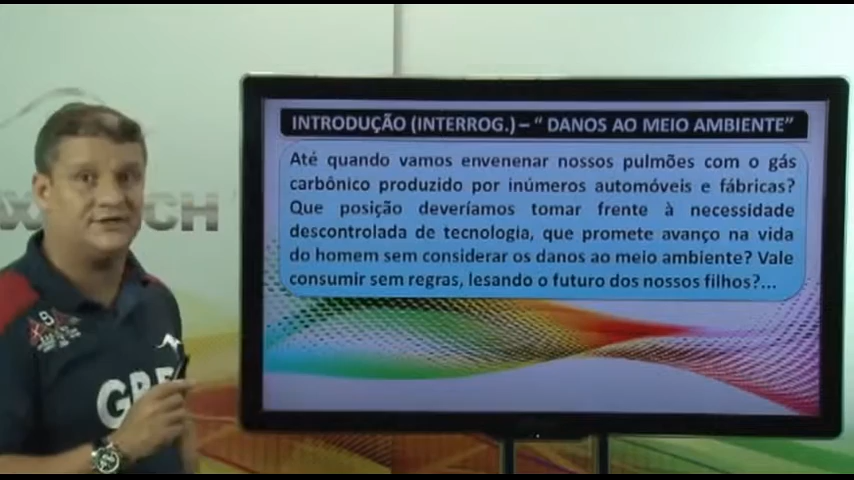 INTRODUÇÃO (INTERROG.) – “ DANOS AO MEIO AMBIENTE”
Até quando vamos envenenar nossos pulmões com o gás
carbônico produzido por inúmeros automóveis e fábricas?
Que posição deveríamos tomar frente à necessidade
descontrolada de tecnologia, que promete avanço na vida
do homem sem considerar os danos ao meio ambiente? Vale
consumir sem regras, lesando o futuro dos nossos filhos?...